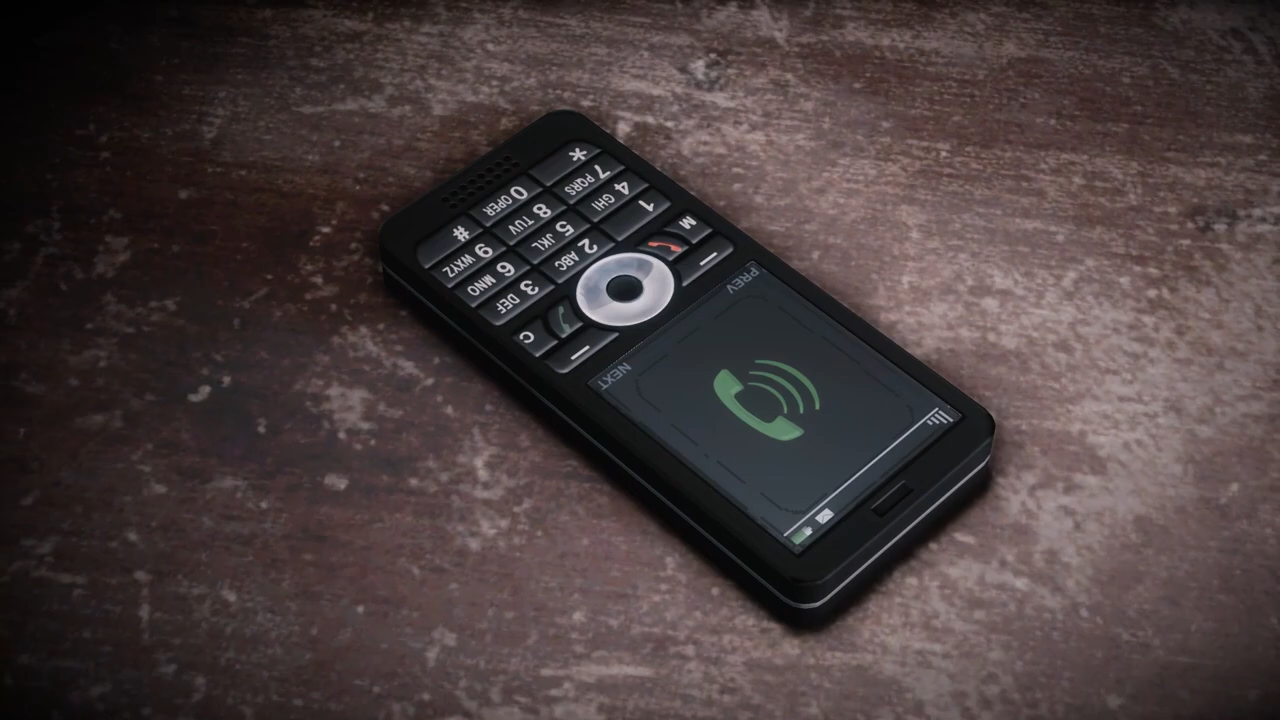 PREV NEXT
M C
1 2 ABC 3 DEF
4 GHI 5 JKL 6 MNO
7 PQRS 8 TUV 9 WXYZ
* 0 OPER #